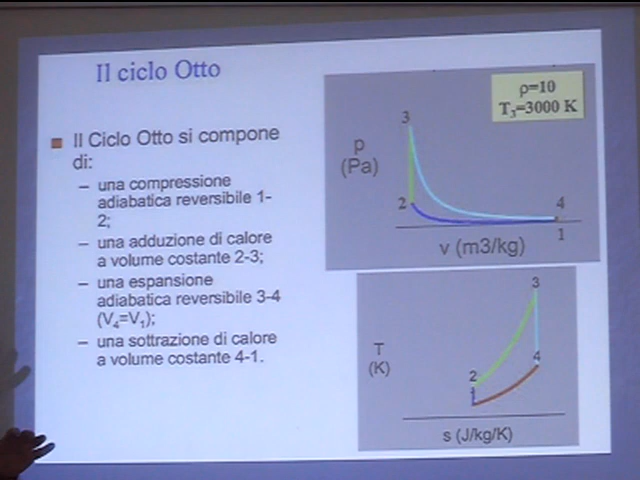 Il ciclo Otto
Il Ciclo Otto si compone
di:
– una compressione
adiabatica reversibile 1-
2;
– una adduzione di calore
a volume costante 2-3;
– una espansione
adiabatica reversibile 3-4
(V₄=V₁);
– una sottrazione di calore
a volume costante 4-1.
ρ=10
T₃=3000 K
3
p
(Pa)
2
4
1
v (m3/kg)
3
T
(K)
4
2
1
s (J/kg/K)